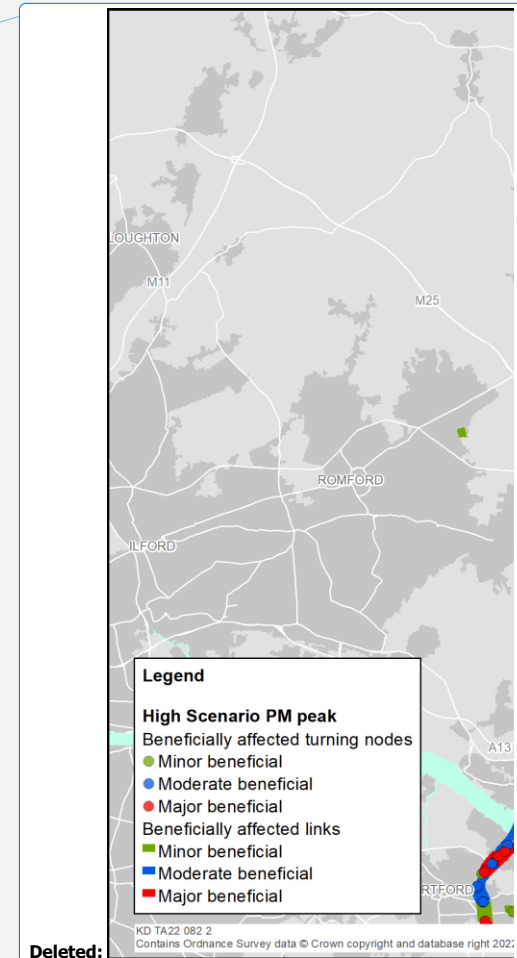 LOUGHTON
M11
M25
ROMFORD
ILFORD
Legend
High Scenario PM peak
Beneficially affected turning nodes
Minor beneficial
Moderate beneficial
Major beneficial
Beneficially affected links
Minor beneficial
Moderate beneficial
Major beneficial
A13
RTFORD
KD TA22 082 2
Contains Ordnance Survey data © Crown copyright and database right 2022
Deleted: